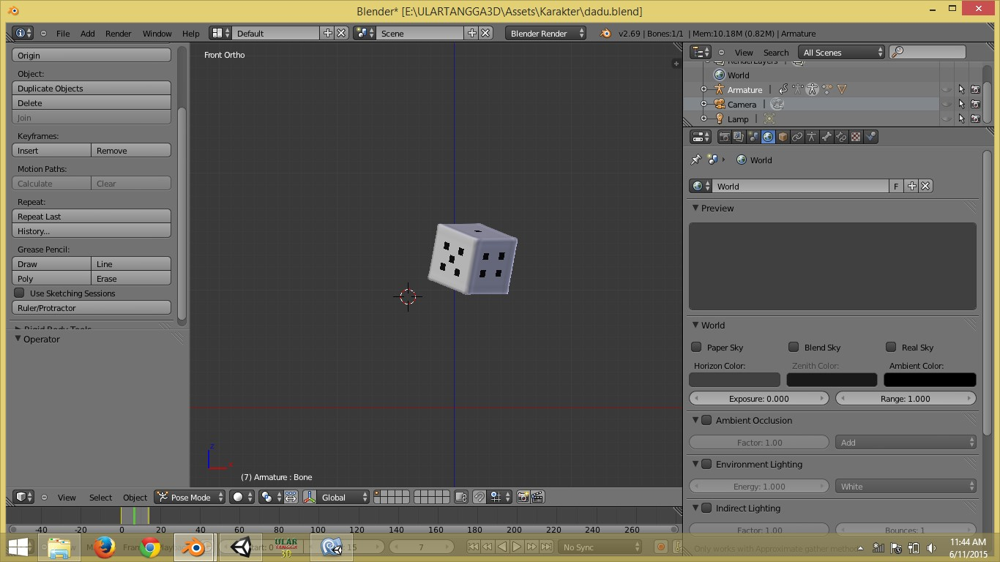 Blender* [E:\ULARTANGGA3D\Assets\Karakter\dadu.blend]
File Add Render Window Help Default Scene Blender Render v2.69 | Bones:1/1 | Mem:10.18M (0.82M) | Armature
Origin
Object:
Duplicate Objects
Delete
Join
Keyframes:
Insert Remove
Motion Paths:
Calculate Clear
Repeat:
Repeat Last
History...
Grease Pencil:
Draw Line
Poly Erase
Use Sketching Sessions
Ruler/Protractor
Rigid Body Tools
Operator
Front Ortho
z
x
(7) Armature : Bone
View Select Object Pose Mode Global
View Search All Scenes
RenderLayers
World
Armature
Camera
Lamp
World
World F
Preview
World
Paper Sky Blend Sky Real Sky
Horizon Color: Zenith Color: Ambient Color:
Exposure: 0.000 Range: 1.000
Ambient Occlusion
Factor: 1.00 Add
Environment Lighting
Energy: 1.000 White
Indirect Lighting
Factor: 1.00 Bounces: 1
Only works with Approximate gather method
-40 -20 0 20 40 60 80 100 120 140 160 180 200 220 240 260
Start: 0 15 7 No Sync
ULAR
TANGGA
3D
11:44 AM
6/11/2015